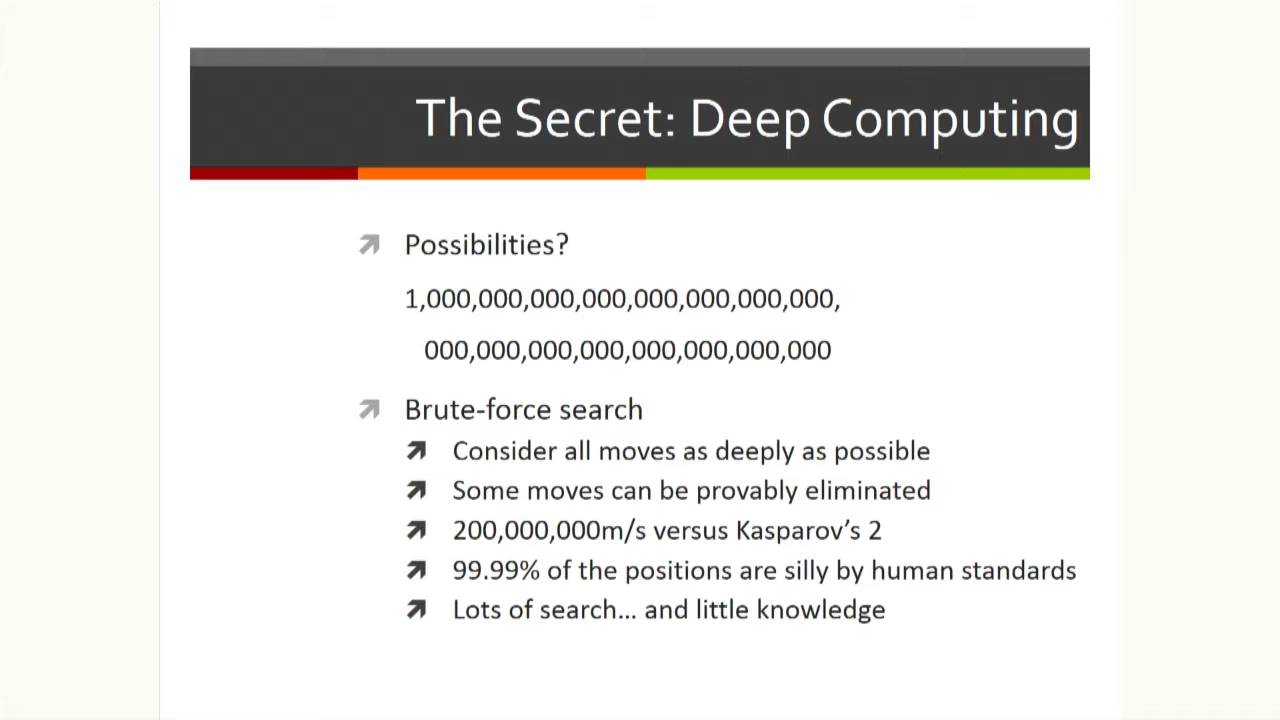 The Secret: Deep Computing
Possibilities?
1,000,000,000,000,000,000,000,000,
000,000,000,000,000,000,000,000
Brute-force search
Consider all moves as deeply as possible
Some moves can be provably eliminated
200,000,000m/s versus Kasparov’s 2
99.99% of the positions are silly by human standards
Lots of search... and little knowledge